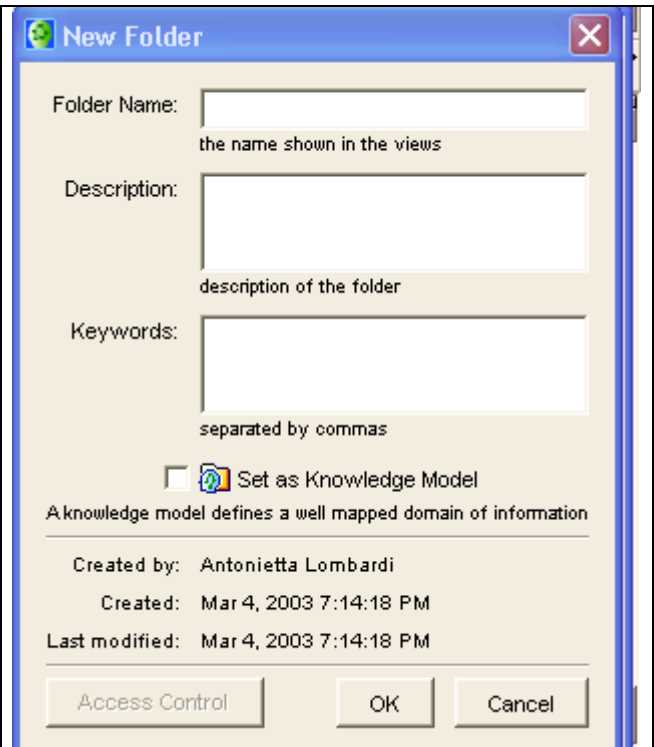 New Folder
Folder Name:
the name shown in the views
Description:
description of the folder
Keywords:
separated by commas
Set as Knowledge Model
A knowledge model defines a well mapped domain of information
Created by: Antonietta Lombardi
Created: Mar 4, 2003 7:14:18 PM
Last modified: Mar 4, 2003 7:14:18 PM
Access Control OK Cancel